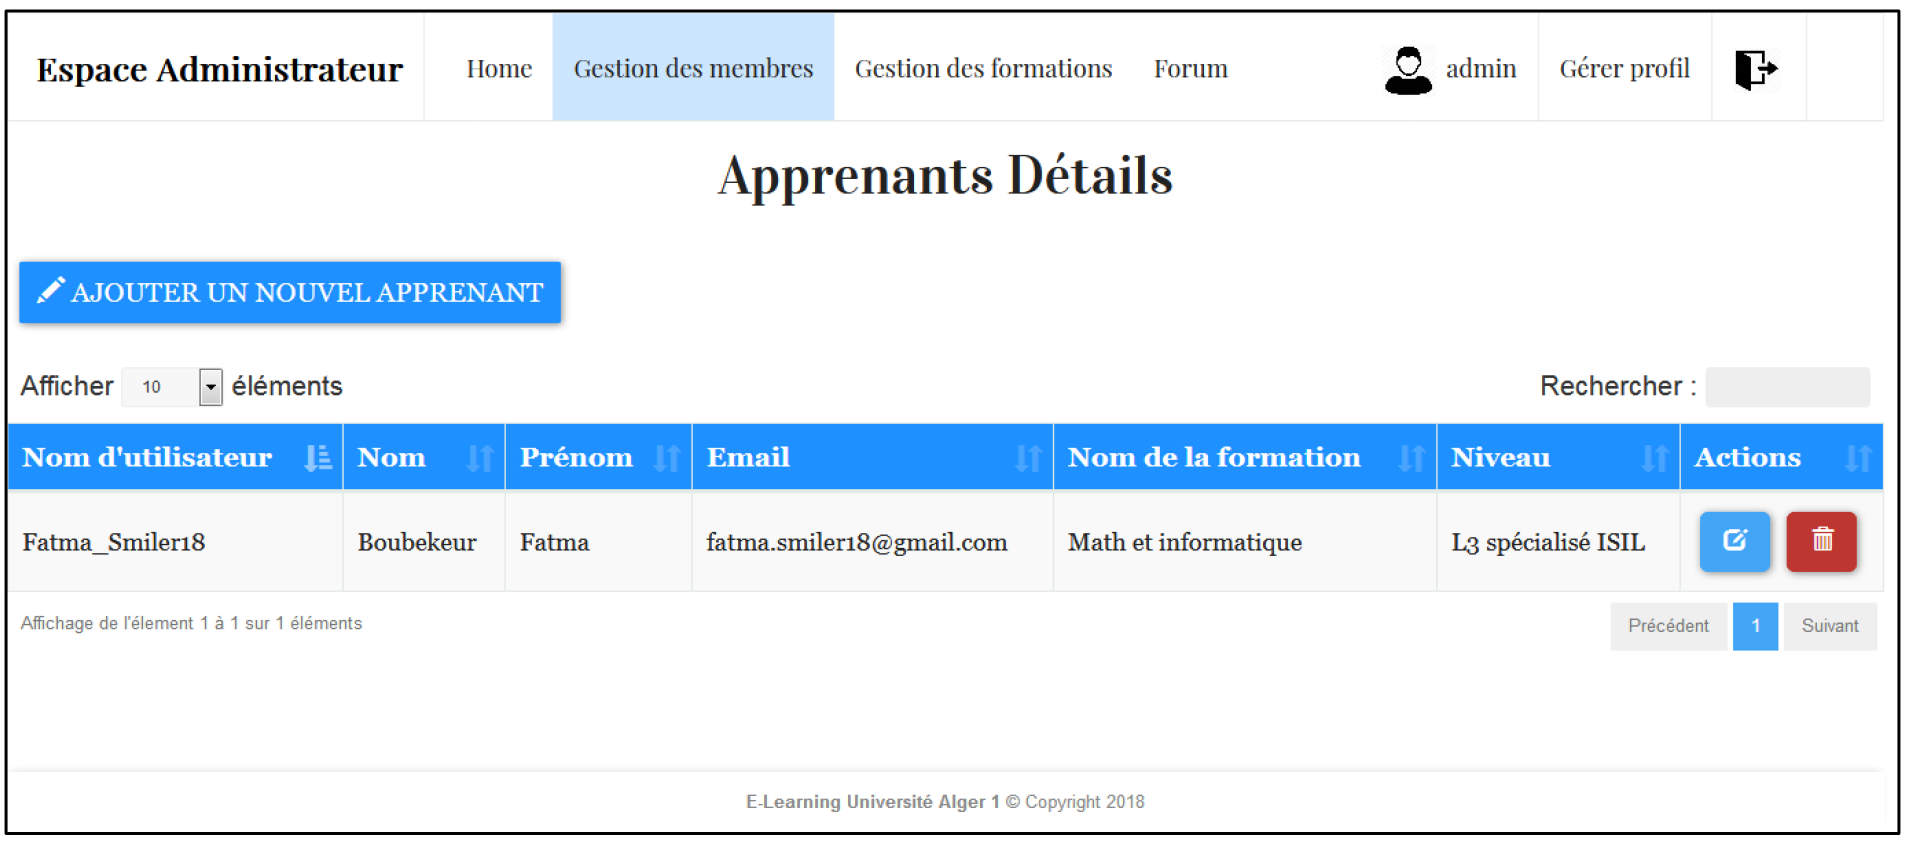 Espace Administrateur Home Gestion des membres Gestion des formations Forum admin Gérer profil
Apprenants Détails
AJOUTER UN NOUVEL APPRENANT
Afficher 10 éléments Rechercher :
Nom d'utilisateur Nom Prénom Email Nom de la formation Niveau Actions
Fatma_Smiler18 Boubekeur Fatma fatma.smiler18@gmail.com Math et informatique L3 spécialisé ISIL
Affichage de l'élement 1 à 1 sur 1 éléments Précédent 1 Suivant
E-Learning Université Alger 1 © Copyright 2018